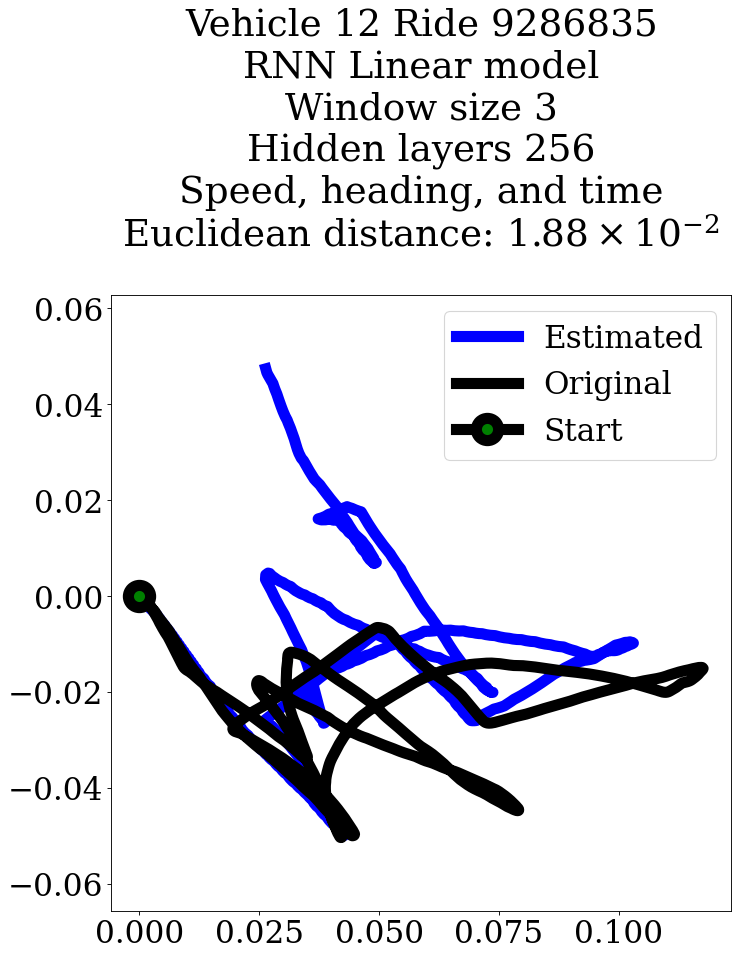 Vehicle 12 Ride 9286835
RNN Linear model
Window size 3
Hidden layers 256
Speed, heading, and time
Euclidean distance: 1.88 × 10⁻²
0.06
Estimated
Original
Start
0.04
0.02
0.00
−0.02
−0.04
−0.06
0.000 0.025 0.050 0.075 0.100